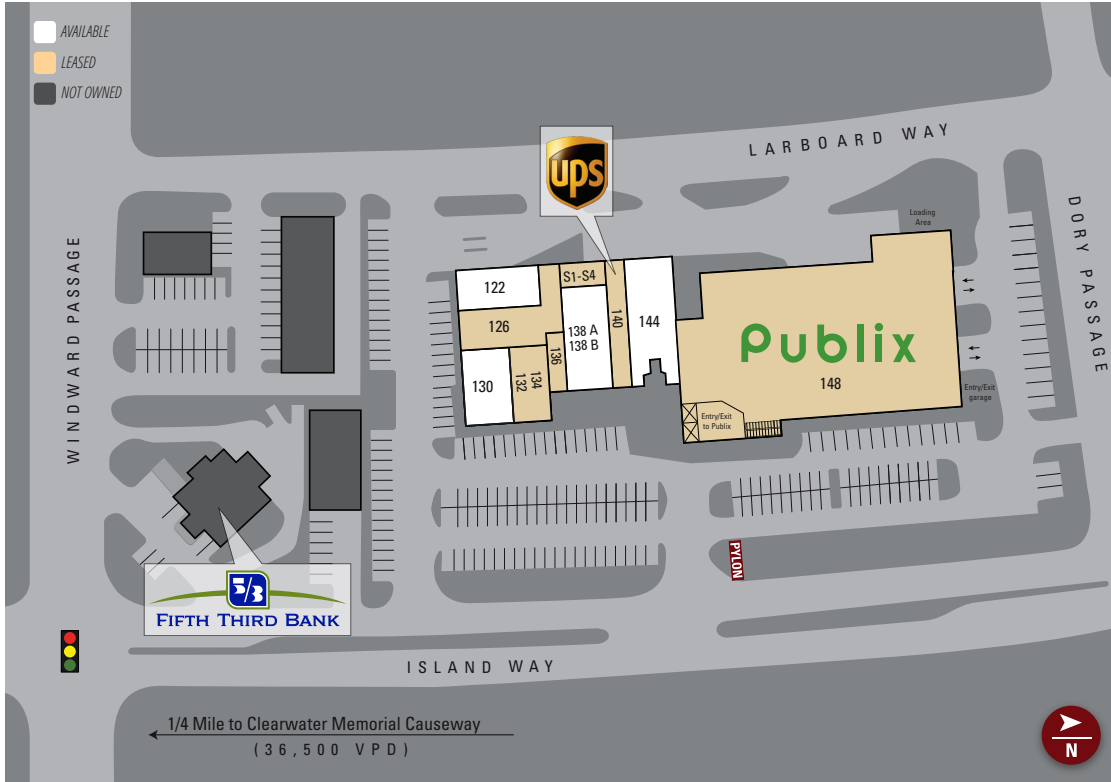 AVAILABLE
LEASED
NOT OWNED
LARBOARD WAY
ups
WINDWARD PASSAGE
DORY PASSAGE
Loading
Area
122
S1-S4
126
138 A
138 B
140
144
136
130
132
134
Publix
148
Entry/Exit
to Publix
Entry/Exit
garage
PYLON
5/3
FIFTH THIRD BANK
ISLAND WAY
1/4 Mile to Clearwater Memorial Causeway
(36,500 VPD)
N